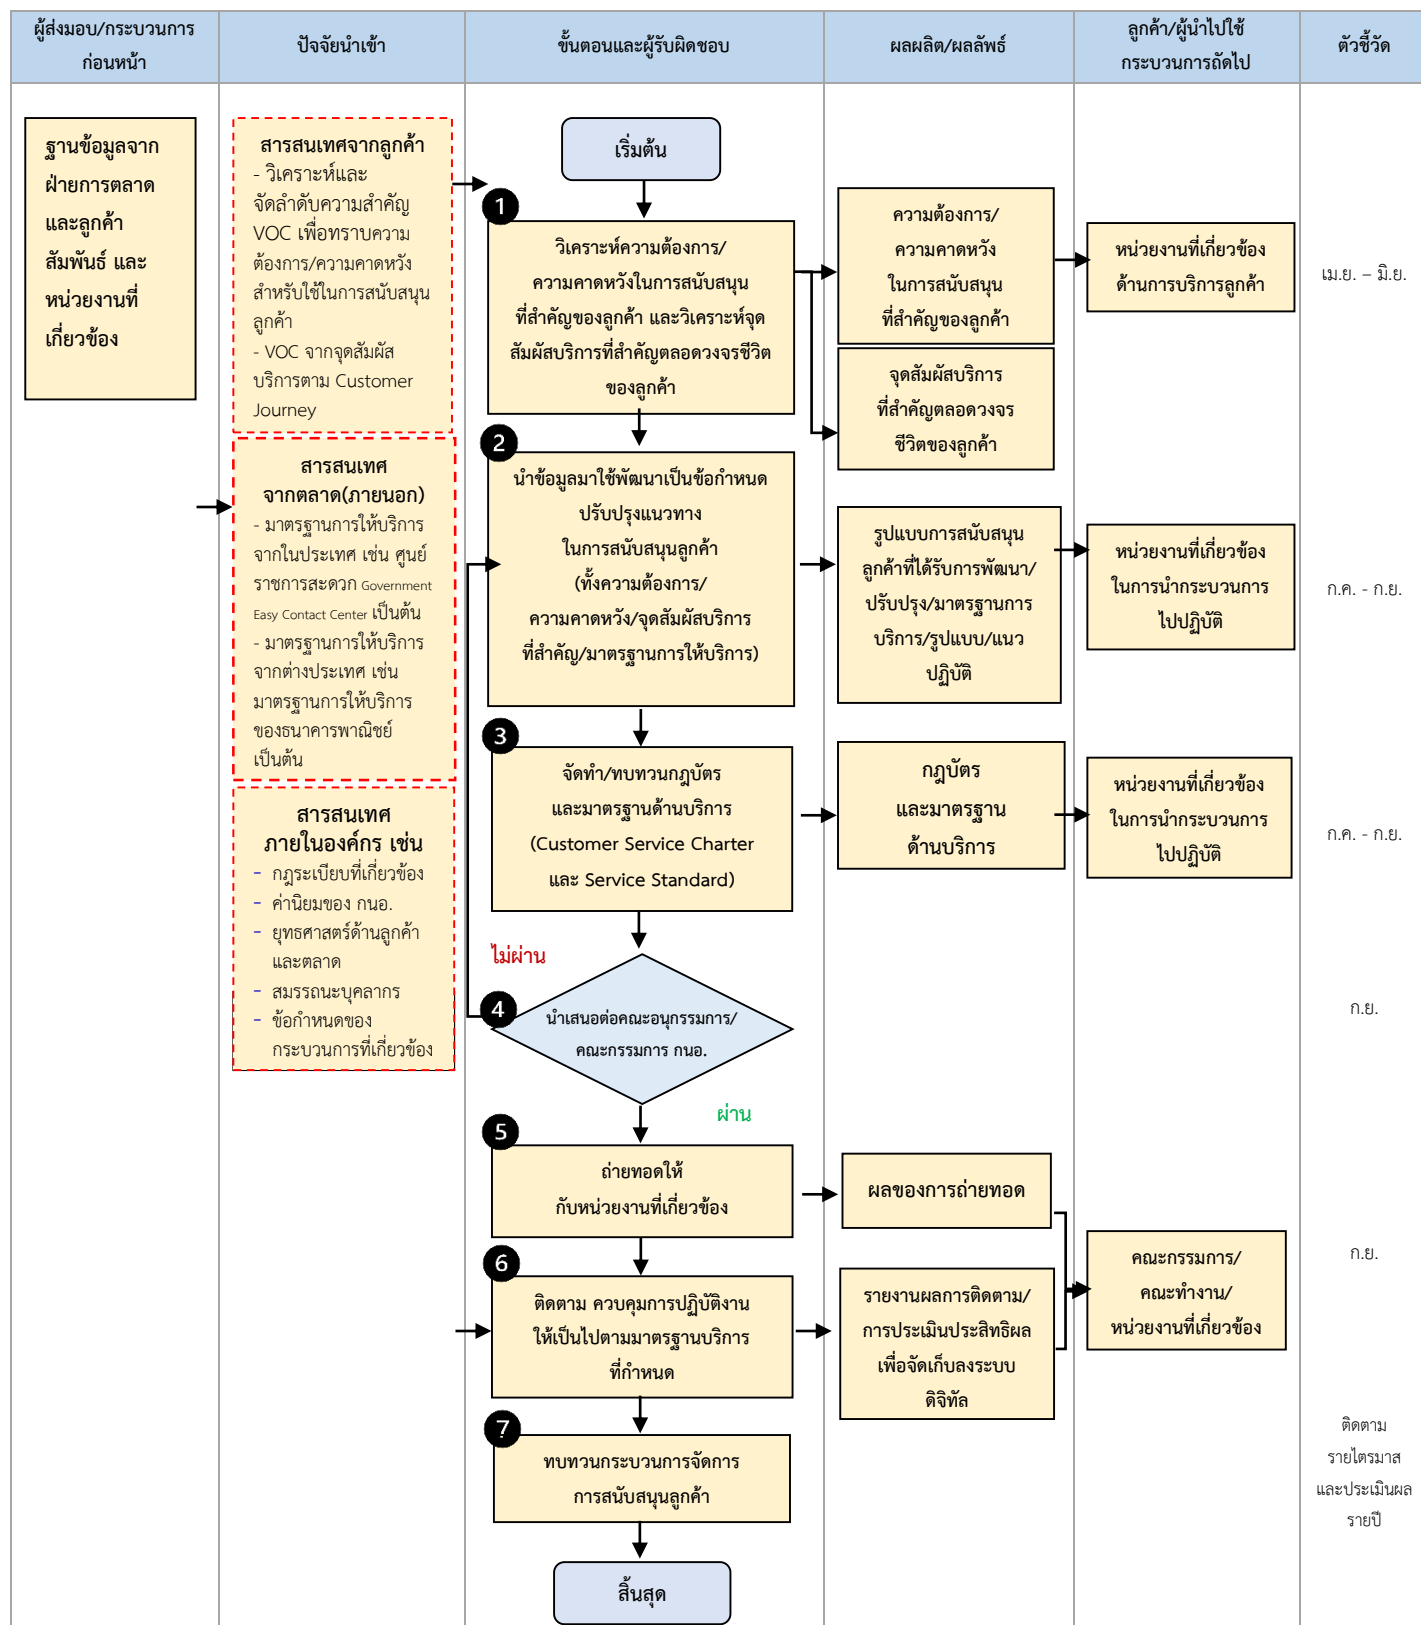 ผู้ส่งมอบ/กระบวนการ
ก่อนหน้า
ปัจจัยนำเข้า
ขั้นตอนและผู้รับผิดชอบ
ผลผลิต/ผลลัพธ์
ลูกค้า/ผู้นำไปใช้
กระบวนการถัดไป
ตัวชี้วัด
ฐานข้อมูลจาก
ฝ่ายการตลาด
และลูกค้า
สัมพันธ์ และ
หน่วยงานที่
เกี่ยวข้อง
สารสนเทศจากลูกค้า
- วิเคราะห์และ
จัดลำดับความสำคัญ
VOC เพื่อทราบความ
ต้องการ/ความคาดหวัง
สำหรับใช้ในการสนับสนุน
ลูกค้า
- VOC จากจุดสัมผัส
บริการตาม Customer
Journey
สารสนเทศ
จากตลาด(ภายนอก)
- มาตรฐานการให้บริการ
จากในประเทศ เช่น ศูนย์
ราชการสะดวก Government
Easy Contact Center เป็นต้น
- มาตรฐานการให้บริการ
จากต่างประเทศ เช่น
มาตรฐานการให้บริการ
ของธนาคารพาณิชย์
เป็นต้น
สารสนเทศ
ภายในองค์กร เช่น
- กฎระเบียบที่เกี่ยวข้อง
- ค่านิยมของ กนอ.
- ยุทธศาสตร์ด้านลูกค้า
และตลาด
- สมรรถนะบุคลากร
- ข้อกำหนดของ
กระบวนการที่เกี่ยวข้อง
เริ่มต้น
1
วิเคราะห์ความต้องการ/
ความคาดหวังในการสนับสนุน
ที่สำคัญของลูกค้า และวิเคราะห์จุด
สัมผัสบริการที่สำคัญตลอดวงจรชีวิต
ของลูกค้า
ความต้องการ/
ความคาดหวัง
ในการสนับสนุน
ที่สำคัญของลูกค้า
จุดสัมผัสบริการ
ที่สำคัญตลอดวงจร
ชีวิตของลูกค้า
หน่วยงานที่เกี่ยวข้อง
ด้านการบริการลูกค้า
เม.ย. – มิ.ย.
2
นำข้อมูลมาใช้พัฒนาเป็นข้อกำหนด
ปรับปรุงแนวทาง
ในการสนับสนุนลูกค้า
(ทั้งความต้องการ/
ความคาดหวัง/จุดสัมผัสบริการ
ที่สำคัญ/มาตรฐานการให้บริการ)
รูปแบบการสนับสนุน
ลูกค้าที่ได้รับการพัฒนา/
ปรับปรุง/มาตรฐานการ
บริการ/รูปแบบ/แนว
ปฏิบัติ
หน่วยงานที่เกี่ยวข้อง
ในการนำกระบวนการ
ไปปฏิบัติ
ก.ค. - ก.ย.
3
จัดทำ/ทบทวนกฎบัตร
และมาตรฐานด้านบริการ
(Customer Service Charter
และ Service Standard)
กฎบัตร
และมาตรฐาน
ด้านบริการ
หน่วยงานที่เกี่ยวข้อง
ในการนำกระบวนการ
ไปปฏิบัติ
ก.ค. - ก.ย.
ไม่ผ่าน
4
นำเสนอต่อคณะอนุกรรมการ/
คณะกรรมการ กนอ.
ก.ย.
ผ่าน
5
ถ่ายทอดให้
กับหน่วยงานที่เกี่ยวข้อง
ผลของการถ่ายทอด
คณะกรรมการ/
คณะทำงาน/
หน่วยงานที่เกี่ยวข้อง
ก.ย.
6
ติดตาม ควบคุมการปฏิบัติงาน
ให้เป็นไปตามมาตรฐานบริการ
ที่กำหนด
รายงานผลการติดตาม/
การประเมินประสิทธิผล
เพื่อจัดเก็บลงระบบ
ดิจิทัล
7
ทบทวนกระบวนการจัดการ
การสนับสนุนลูกค้า
ติดตาม
รายไตรมาส
และประเมินผล
รายปี
สิ้นสุด